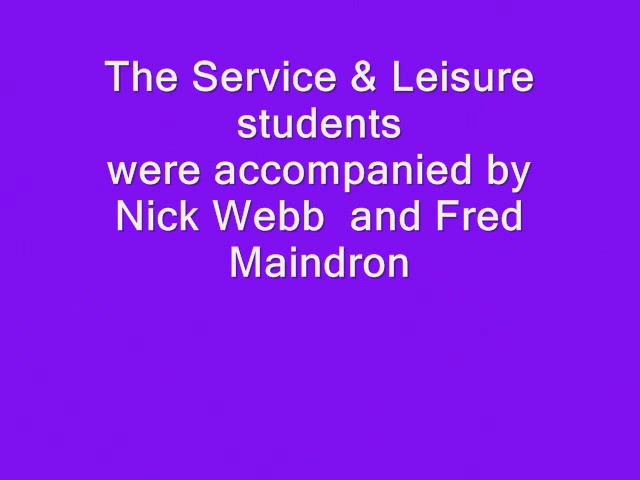 The Service & Leisure
students
were accompanied by
Nick Webb  and Fred
Maindron